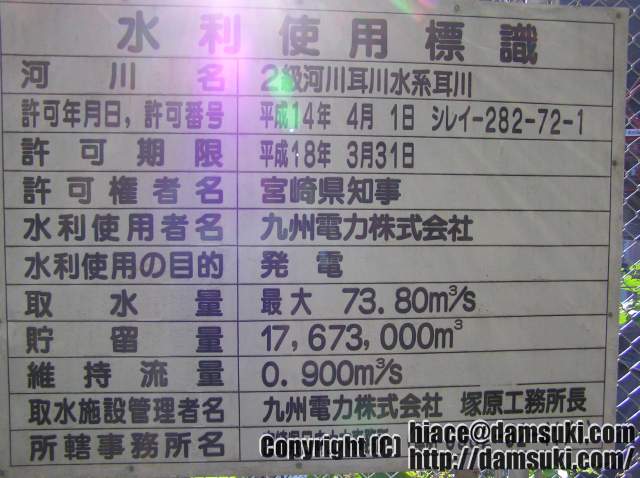 水利使用標識
河川名 2級河川耳川水系耳川
許可年月日，許可番号 平成14年 4月 1日 シレイ-282-72-1
許可期限 平成18年 3月31日
許可権者名 宮崎県知事
水利使用者名 九州電力株式会社
水利使用の目的 発電
取水量 最大 73.80m³/s
貯留量 17,673,000m³
維持流量 0.900m³/s
取水施設管理者名 九州電力株式会社 塚原工務所長
所轄事務所名
Copyright (C) hiace@damsuki.com
http://damsuki.com/